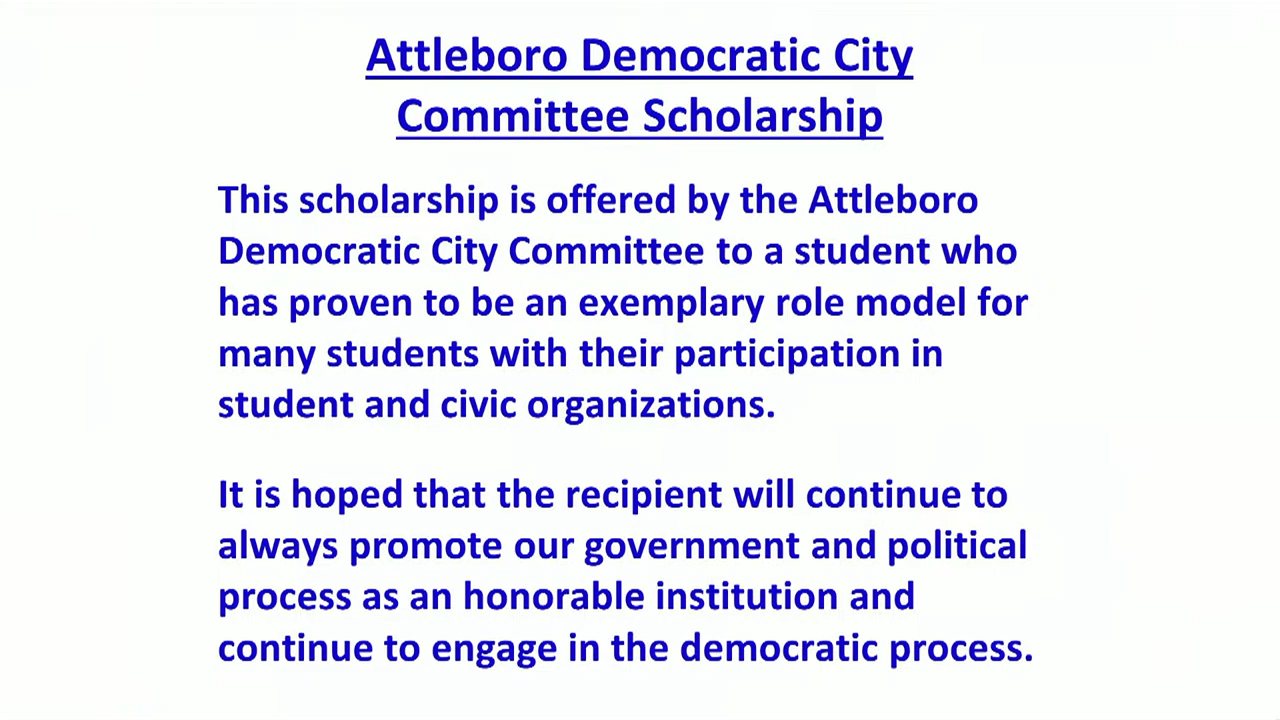 Attleboro Democratic City
Committee Scholarship
This scholarship is offered by the Attleboro
Democratic City Committee to a student who
has proven to be an exemplary role model for
many students with their participation in
student and civic organizations.
It is hoped that the recipient will continue to
always promote our government and political
process as an honorable institution and
continue to engage in the democratic process.